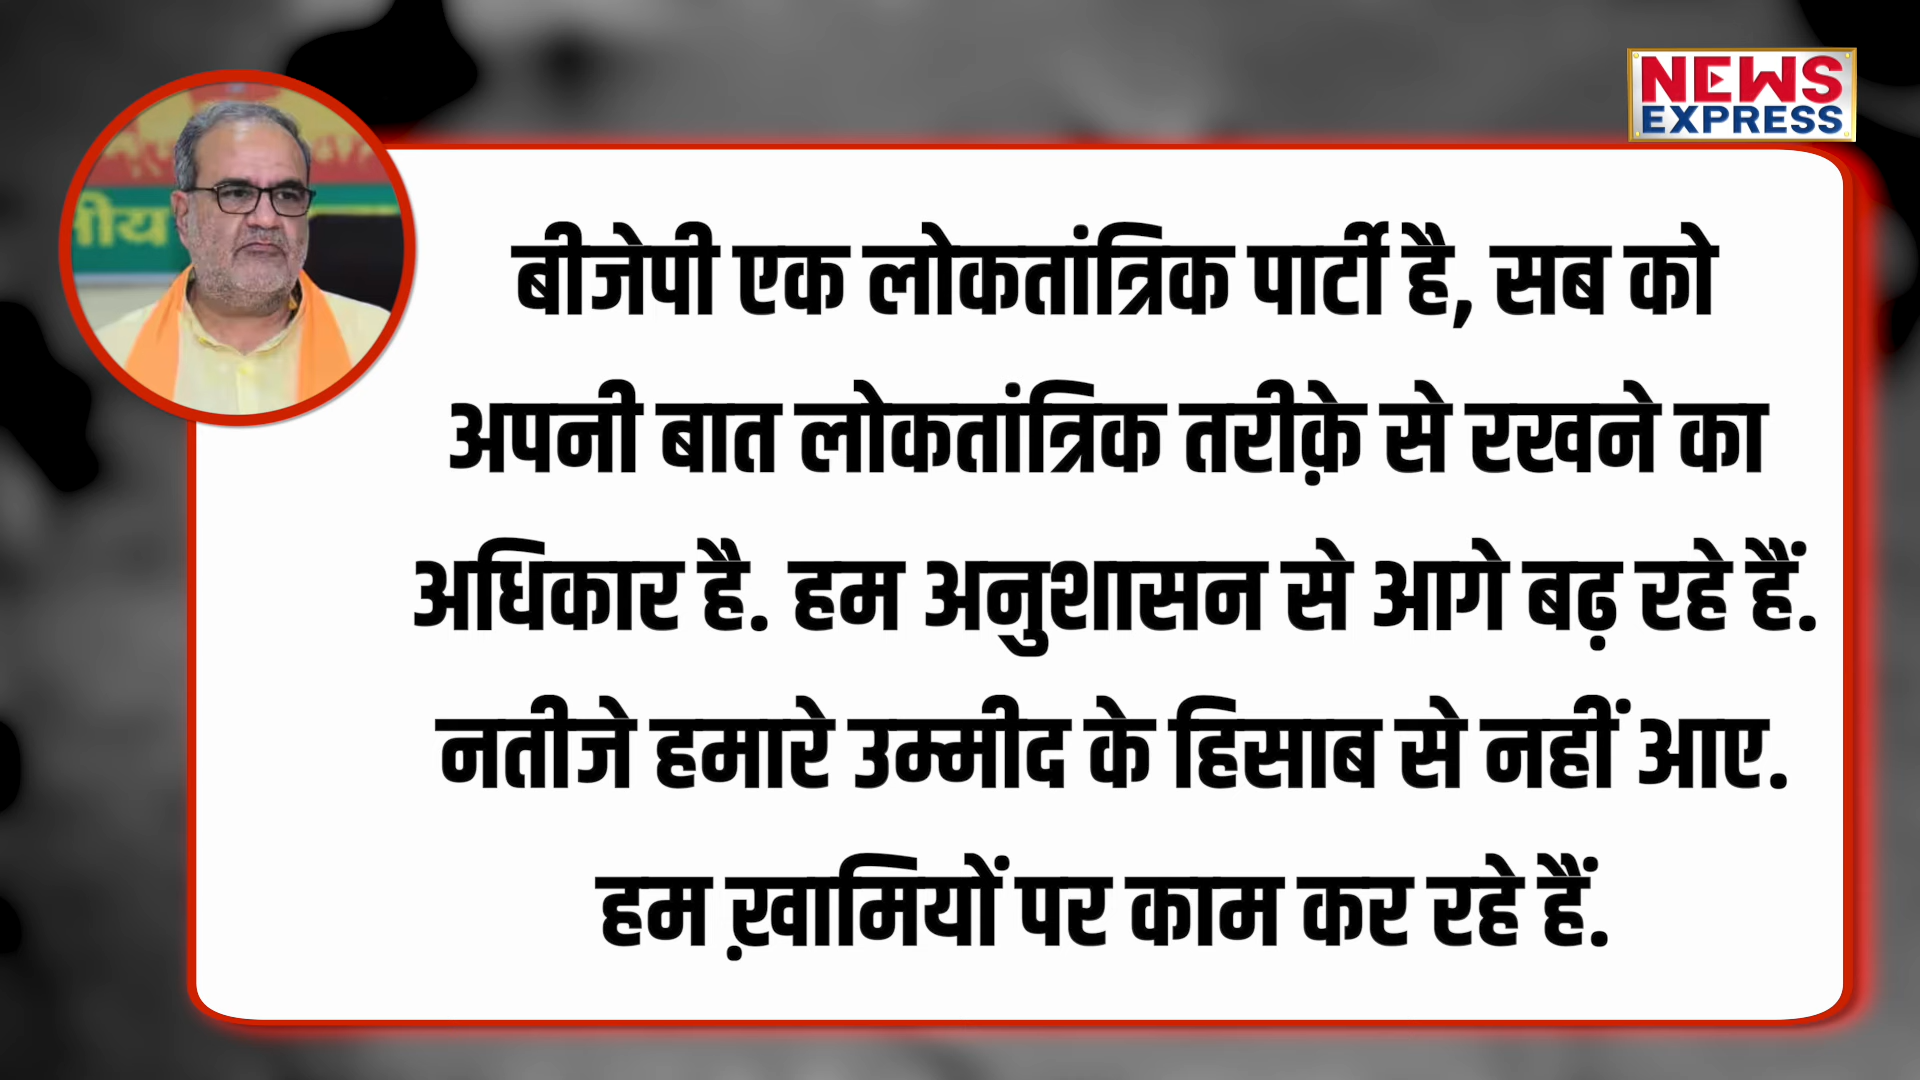 NEWS
EXPRESS
ीय
बीजेपी एक लोकतांत्रिक पार्टी है, सब को
अपनी बात लोकतांत्रिक तरीक़े से रखने का
अधिकार है. हम अनुशासन से आगे बढ़ रहे हैं.
नतीजे हमारे उम्मीद के हिसाब से नहीं आए.
हम ख़ामियों पर काम कर रहे हैं.